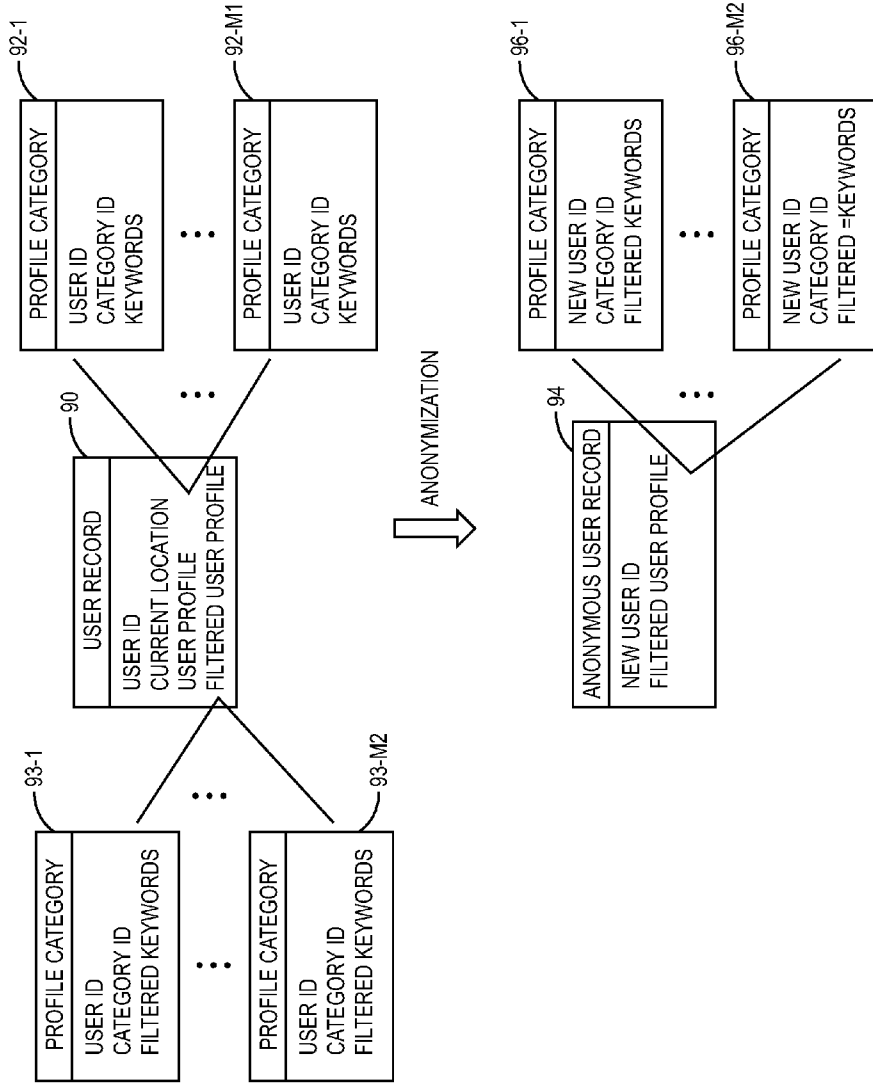 93-1
PROFILE CATEGORY
USER ID
CATEGORY ID
FILTERED KEYWORDS
93-M2
PROFILE CATEGORY
USER ID
CATEGORY ID
FILTERED KEYWORDS
90
USER RECORD
USER ID
CURRENT LOCATION
USER PROFILE
FILTERED USER PROFILE
92-1
PROFILE CATEGORY
USER ID
CATEGORY ID
KEYWORDS
92-M1
PROFILE CATEGORY
USER ID
CATEGORY ID
KEYWORDS
ANONYMIZATION
94
ANONYMOUS USER RECORD
NEW USER ID
FILTERED USER PROFILE
96-1
PROFILE CATEGORY
NEW USER ID
CATEGORY ID
FILTERED KEYWORDS
96-M2
PROFILE CATEGORY
NEW USER ID
CATEGORY ID
FILTERED =KEYWORDS